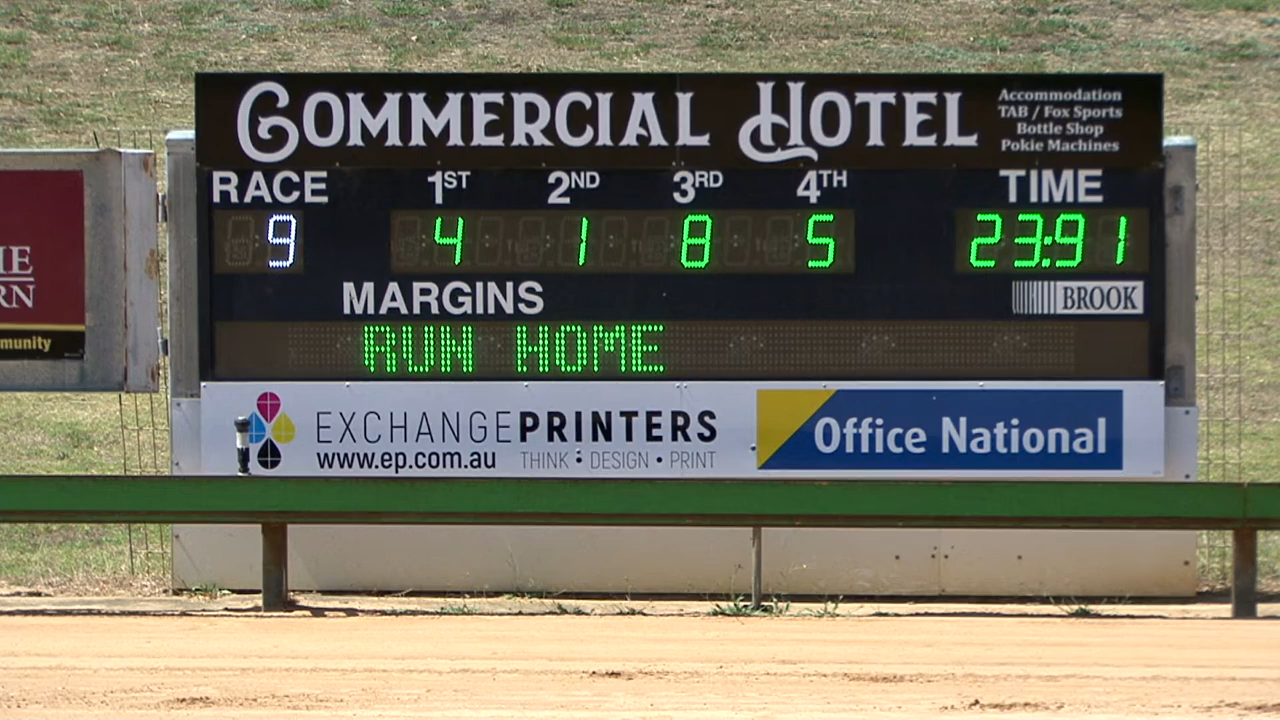 COMMERCIAL HOTEL
Accommodation
TAB / Fox Sports
Bottle Shop
Pokie Machines
RACE 1ST 2ND 3RD 4TH TIME
9 4 1 8 5 23:91
MARGINS
BROOK
RUN HOME
munity
EXCHANGEPRINTERS
www.ep.com.au THINK • DESIGN • PRINT
Office National